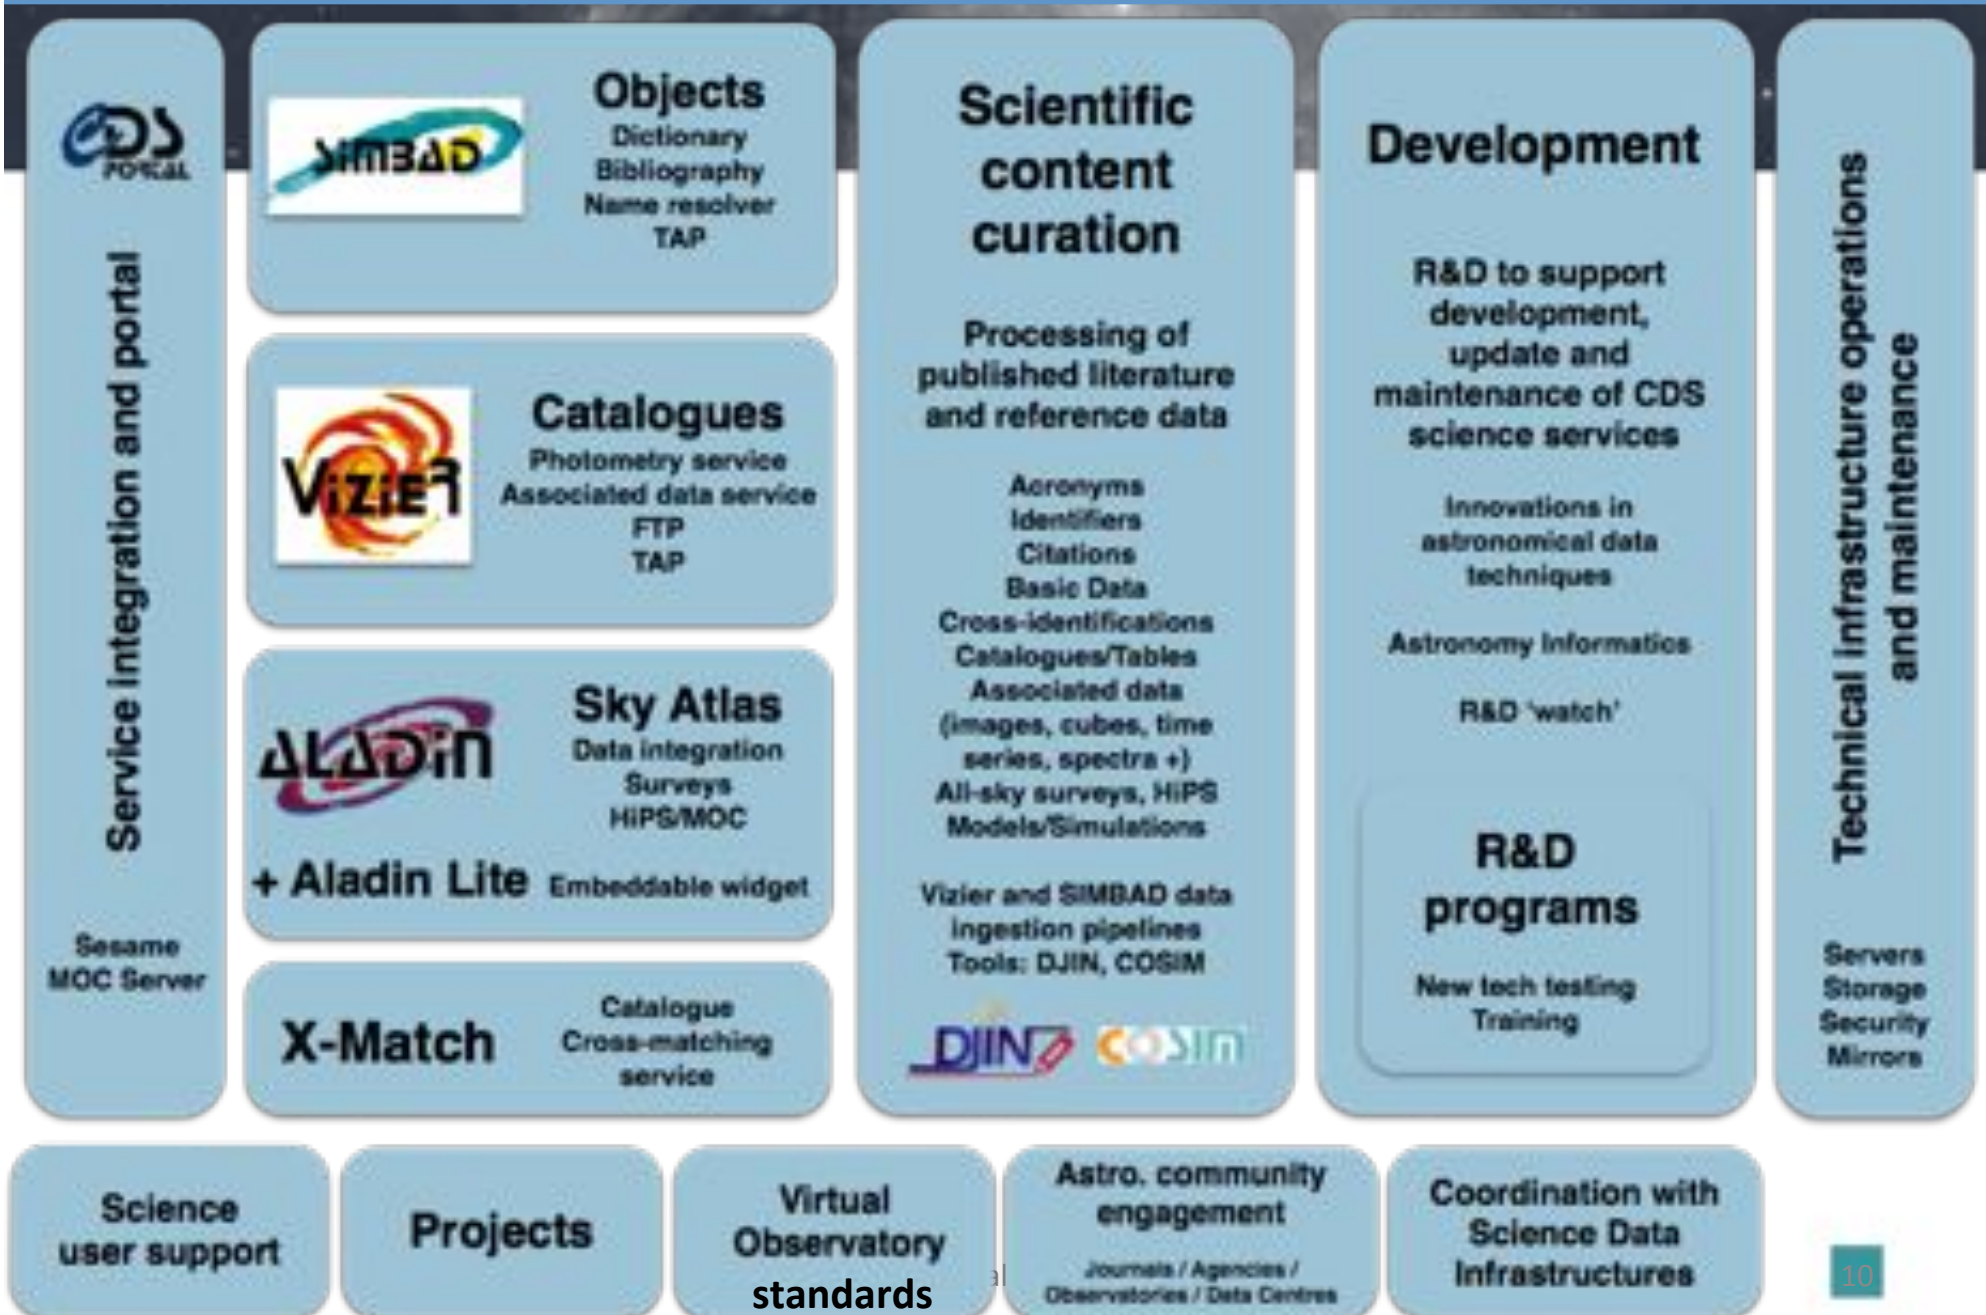 CDS
PORTAL
Service integration and portal
Sesame
MOC Server
SIMBAD
Objects
Dictionary
Bibliography
Name resolver
TAP
ViZieR
Catalogues
Photometry service
Associated data service
FTP
TAP
ALADiN
Sky Atlas
Data integration
Surveys
HiPS/MOC
+ Aladin Lite Embeddable widget
X-Match
Catalogue
Cross-matching
service
Scientific
content
curation
Processing of
published literature
and reference data
Acronyms
Identifiers
Citations
Basic Data
Cross-identifications
Catalogues/Tables
Associated data
(images, cubes, time
series, spectra +)
All-sky surveys, HiPS
Models/Simulations
Vizier and SIMBAD data
ingestion pipelines
Tools: DJIN, COSIM
DJIN
COSIM
Development
R&D to support
development,
update and
maintenance of CDS
science services
Innovations in
astronomical data
techniques
Astronomy Informatics
R&D ‘watch’
R&D
programs
New tech testing
Training
Technical infrastructure operations
and maintenance
Servers
Storage
Security
Mirrors
Science
user support
Projects
Virtual
Observatory
standards
Astro. community
engagement
Journals / Agencies /
Observatories / Data Centres
Coordination with
Science Data
Infrastructures
10